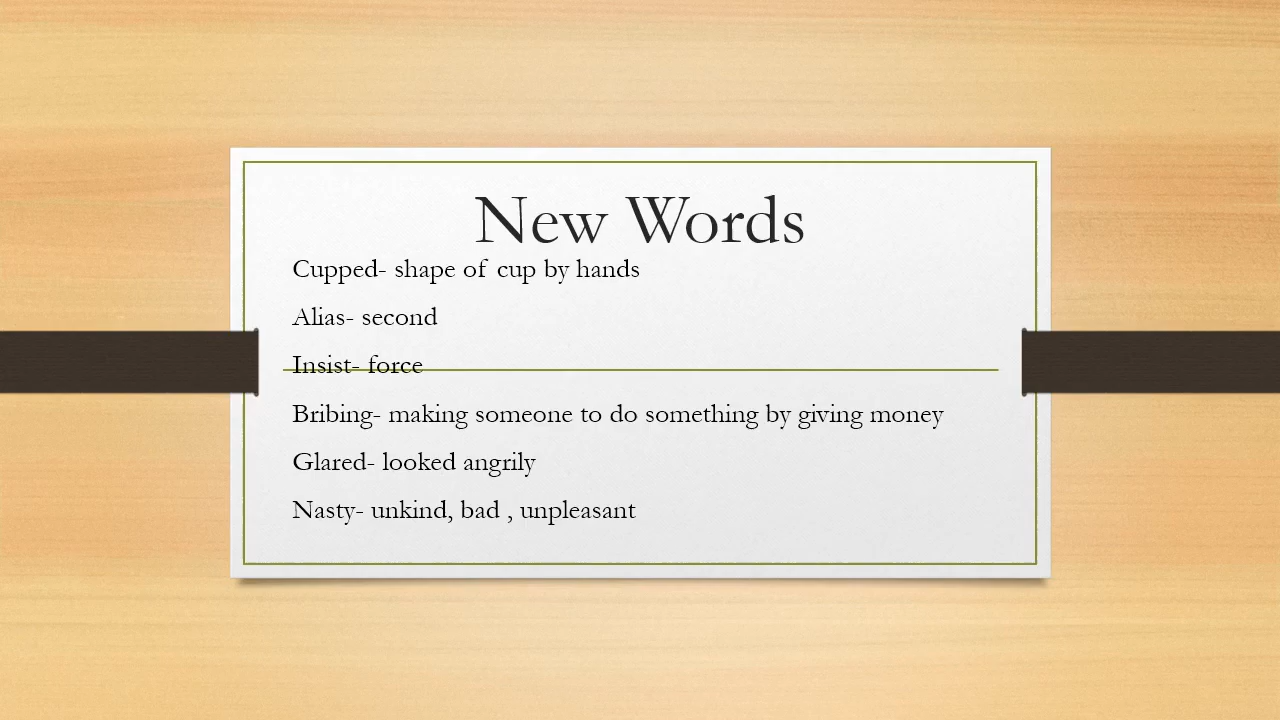 New Words
Cupped- shape of cup by hands
Alias- second
Insist- force
Bribing- making someone to do something by giving money
Glared- looked angrily
Nasty- unkind, bad , unpleasant